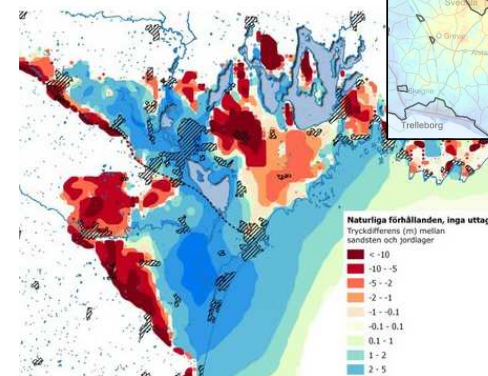 Svedala
Trelleborg
Naturliga förhållanden, inga uttag
Tryckdifferens (m) mellan
sandsten och jordlager
< -10
-10 - -5
-5 - -2
-2 - -1
-1 - -0.1
-0.1 - 0.1
0.1 - 1
1 - 2
2 - 5